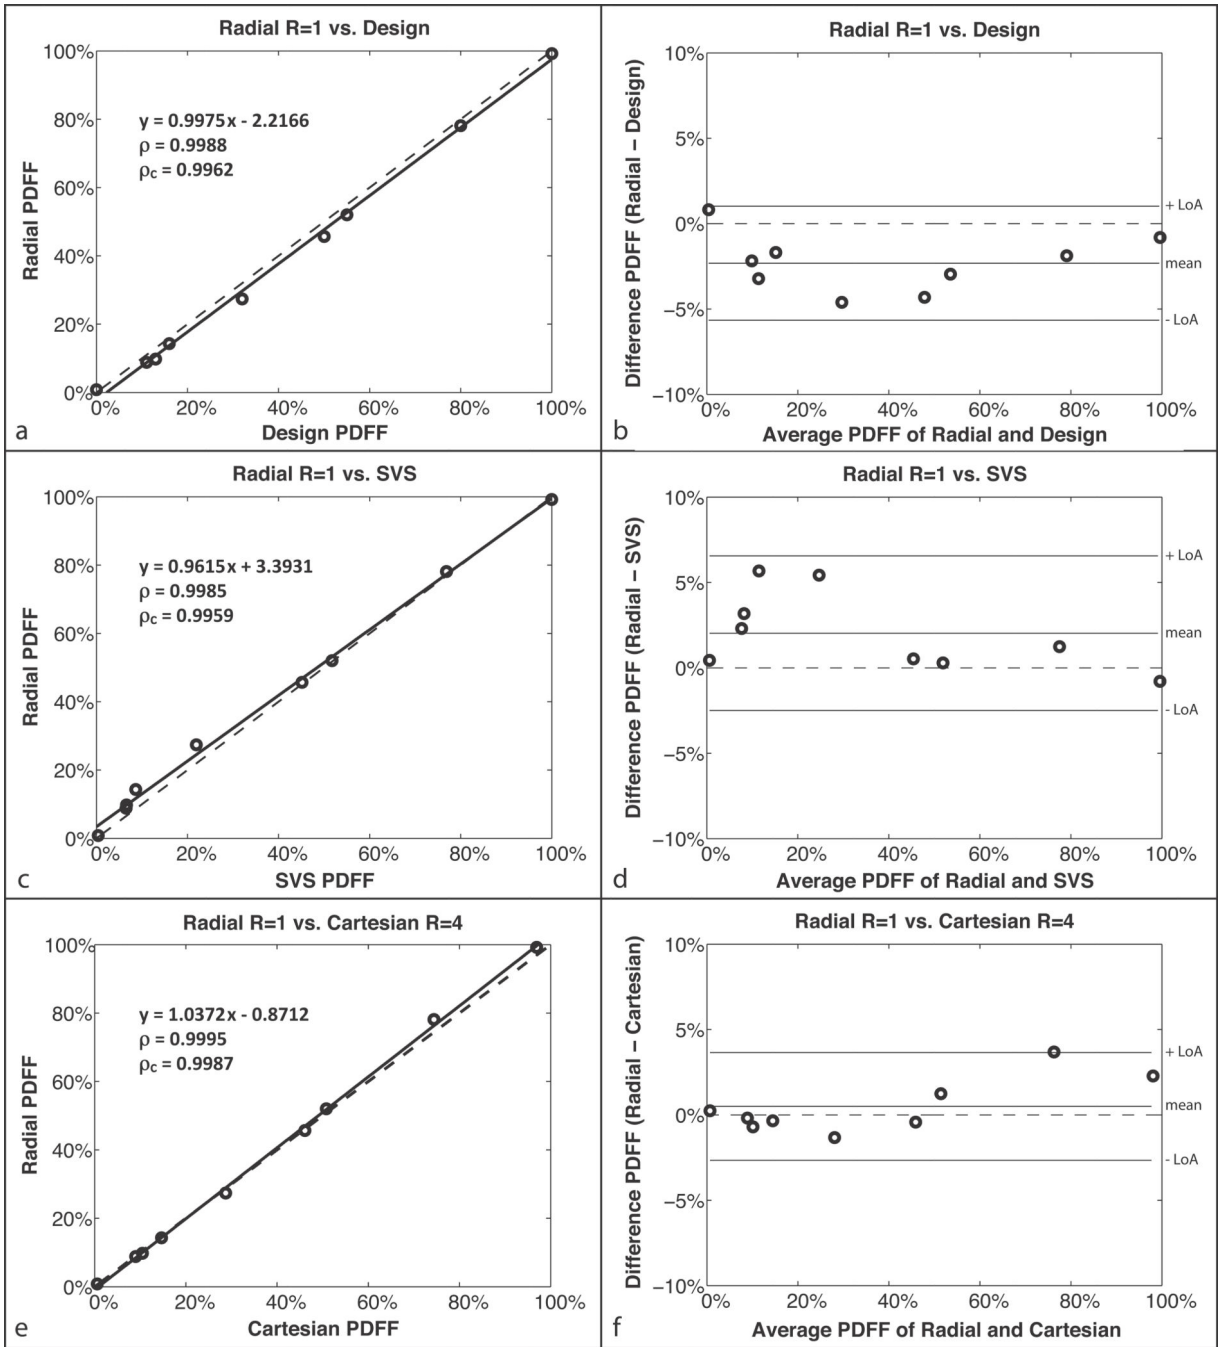 Radial R=1 vs. Design
100%
80%
60%
40%
20%
0%
Radial PDFF
y = 0.9975x - 2.2166
ρ = 0.9988
ρc = 0.9962
0% 20% 40% 60% 80% 100%
Design PDFF
a
Radial R=1 vs. Design
10%
5%
0%
−5%
−10%
Difference PDFF (Radial − Design)
+ LoA
mean
- LoA
0% 20% 40% 60% 80% 100%
Average PDFF of Radial and Design
b
Radial R=1 vs. SVS
100%
80%
60%
40%
20%
0%
Radial PDFF
y = 0.9615x + 3.3931
ρ = 0.9985
ρc = 0.9959
0% 20% 40% 60% 80% 100%
SVS PDFF
c
Radial R=1 vs. SVS
10%
5%
0%
−5%
−10%
Difference PDFF (Radial − SVS)
+ LoA
mean
- LoA
0% 20% 40% 60% 80% 100%
Average PDFF of Radial and SVS
d
Radial R=1 vs. Cartesian R=4
100%
80%
60%
40%
20%
0%
Radial PDFF
y = 1.0372x - 0.8712
ρ = 0.9995
ρc = 0.9987
0% 20% 40% 60% 80% 100%
Cartesian PDFF
e
Radial R=1 vs. Cartesian R=4
10%
5%
0%
−5%
−10%
Difference PDFF (Radial − Cartesian)
+ LoA
mean
- LoA
0% 20% 40% 60% 80% 100%
Average PDFF of Radial and Cartesian
f